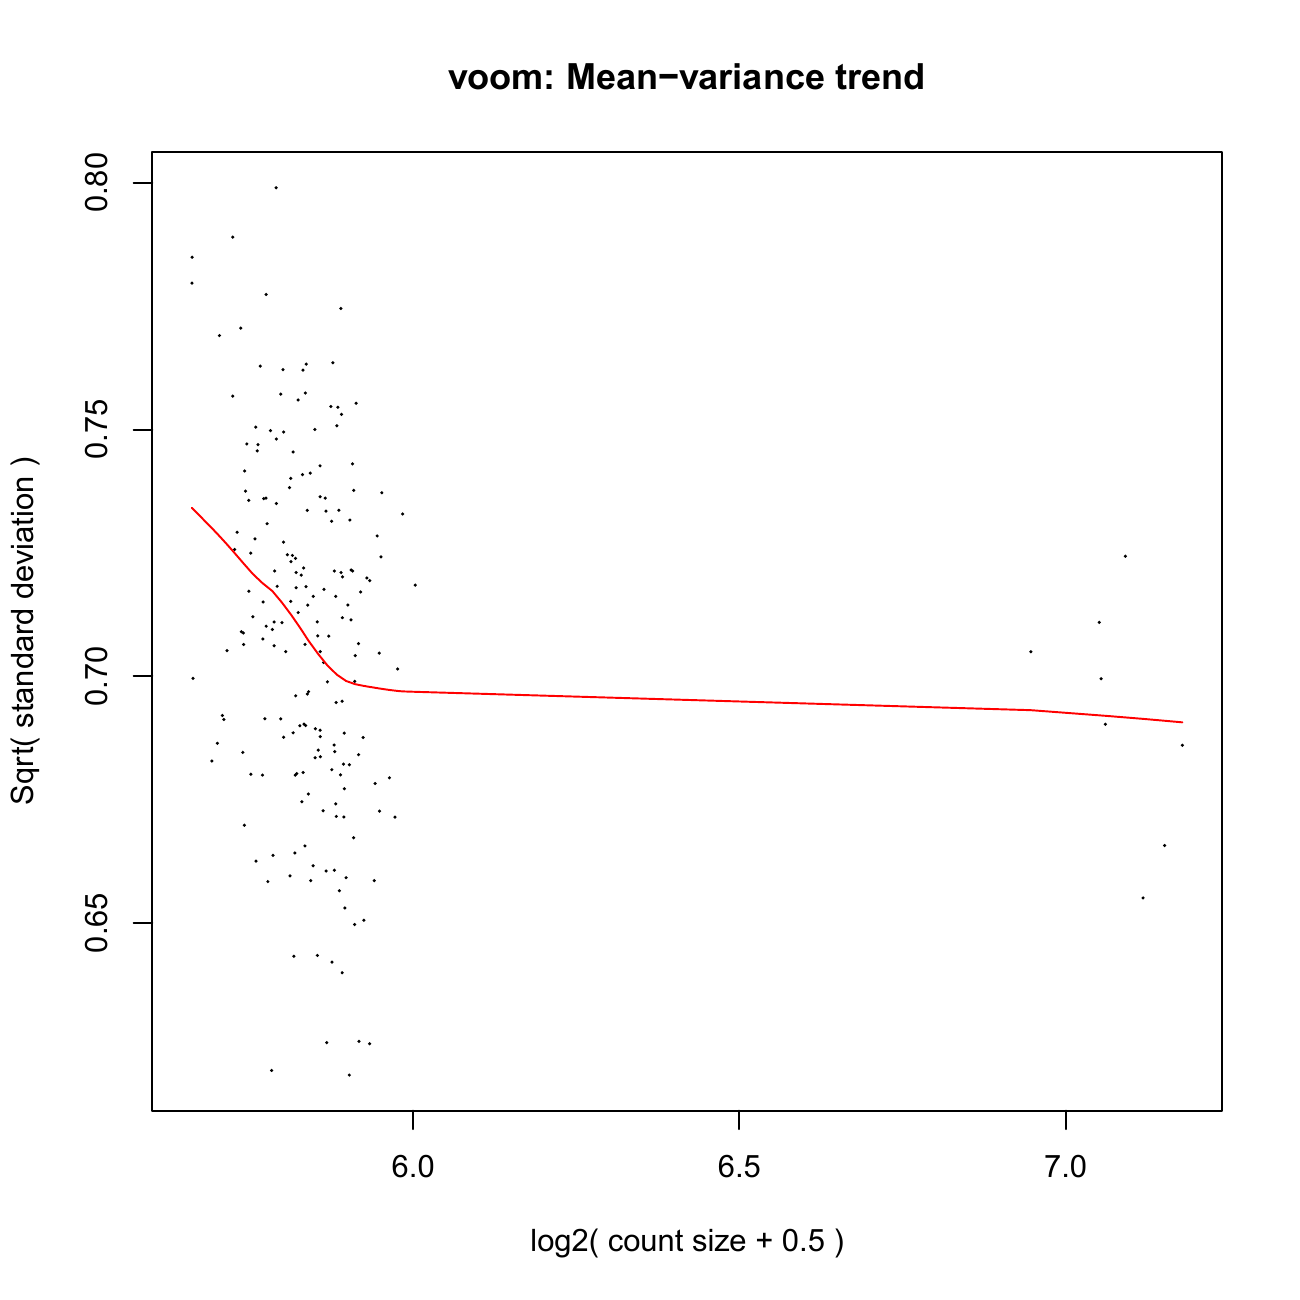 voom: Mean−variance trend
Sqrt( standard deviation )
0.80
0.75
0.70
0.65
6.0 6.5 7.0
log2( count size + 0.5 )